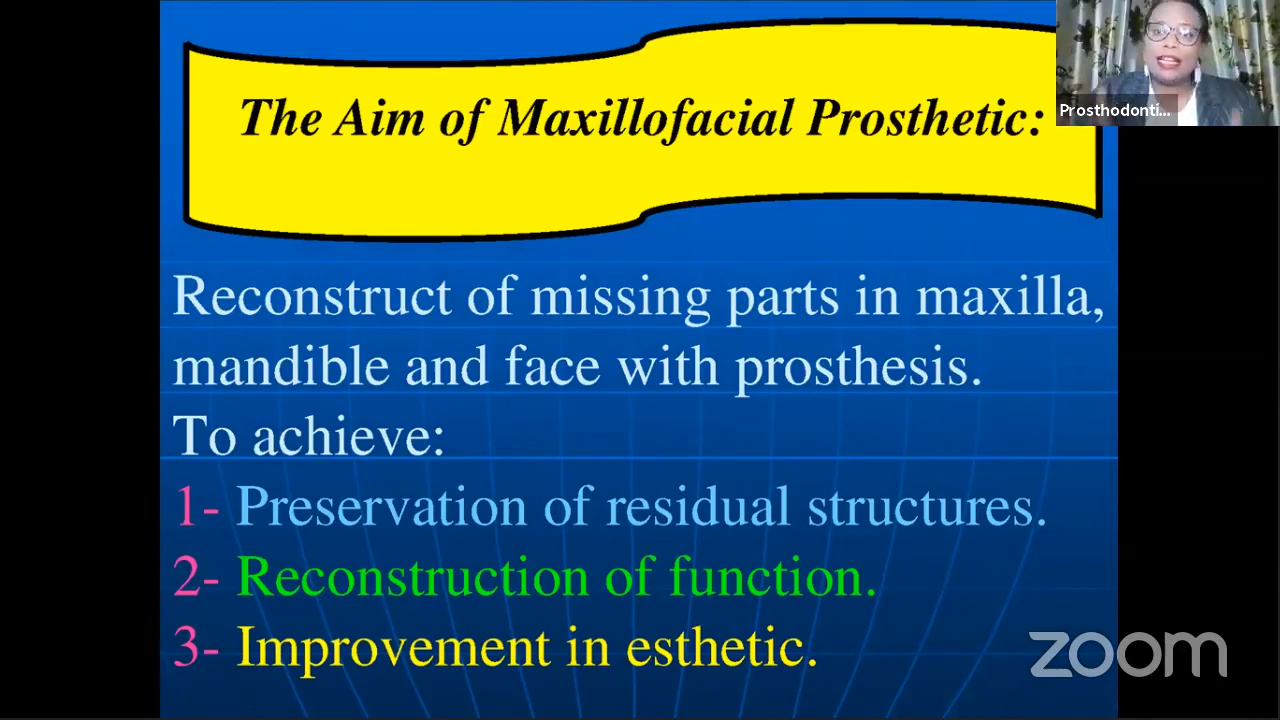 The Aim of Maxillofacial Prosthetic:
Prosthodonti...
Reconstruct of missing parts in maxilla,
mandible and face with prosthesis.
To achieve:
1- Preservation of residual structures.
2- Reconstruction of function.
3- Improvement in esthetic.
zoom